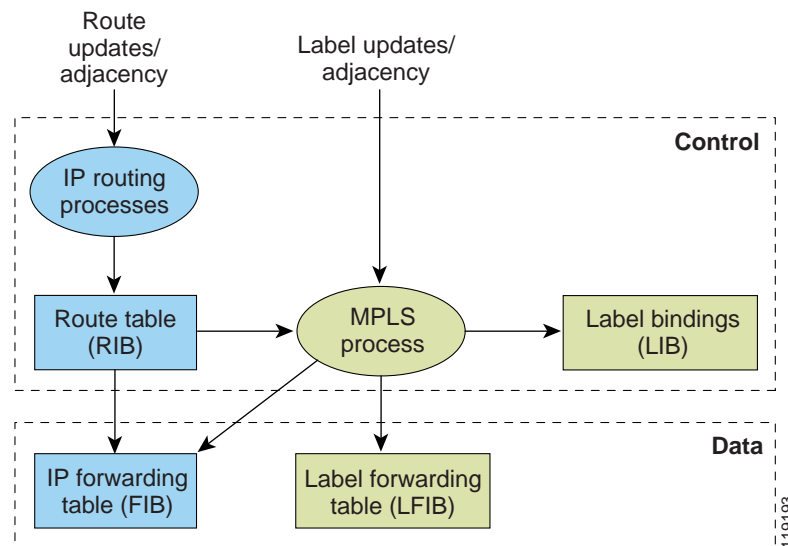 Route
updates/
adjacency
Label updates/
adjacency
Control
IP routing
processes
Route table
(RIB)
MPLS
process
Label bindings
(LIB)
Data
IP forwarding
table (FIB)
Label forwarding
table (LFIB)
119193